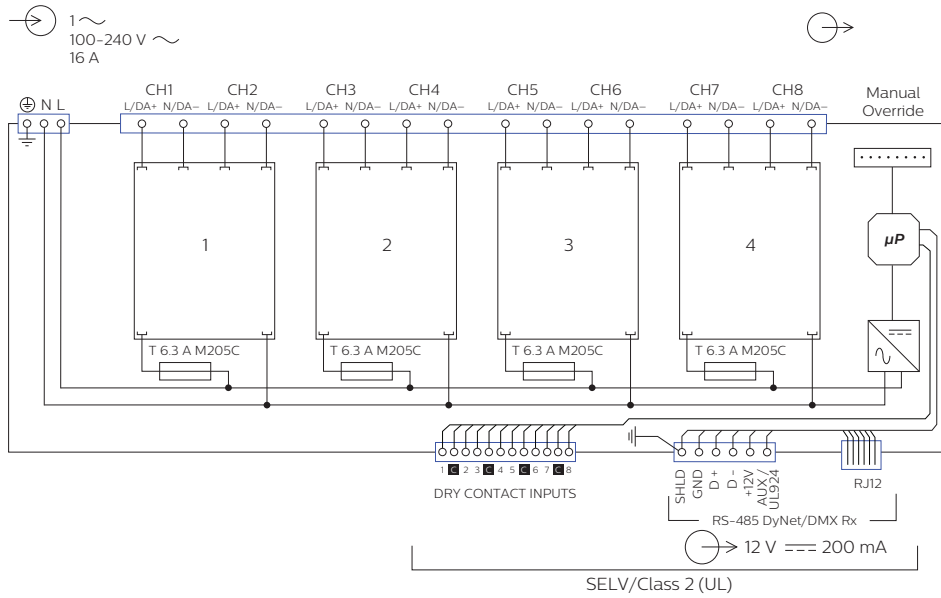 1
100-240 V
16 A
N L
CH1 CH2 CH3 CH4 CH5 CH6 CH7 CH8
L/DA+ N/DA− L/DA+ N/DA− L/DA+ N/DA− L/DA+ N/DA− L/DA+ N/DA− L/DA+ N/DA− L/DA+ N/DA− L/DA+ N/DA−
Manual
Override
1 2 3 4
µP
T 6.3 A M205C T 6.3 A M205C T 6.3 A M205C T 6.3 A M205C
1 C 2 3 C 4 5 C 6 7 C 8
DRY CONTACT INPUTS
SHLD
GND
D +
D -
+12V
AUX /
UL924
RJ12
RS-485 DyNet/DMX Rx
12 V 200 mA
SELV/Class 2 (UL)